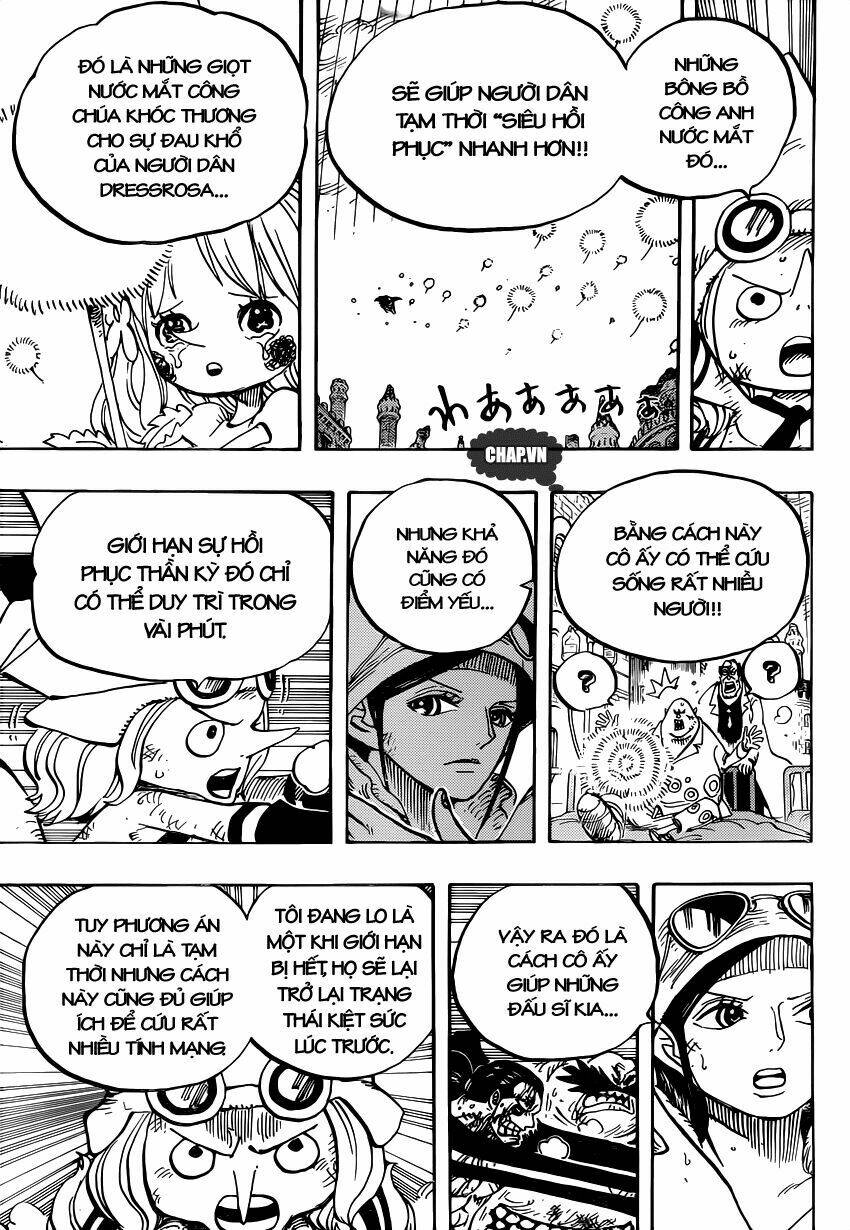 NHỮNG
BÔNG BỒ
CÔNG ANH
NƯỚC MẮT
ĐÓ...
SẼ GIÚP NGƯỜI DÂN
TẠM THỜI "SIÊU HỒI
PHỤC" NHANH HƠN!!
ĐÓ LÀ NHỮNG GIỌT
NƯỚC MẮT CÔNG
CHÚA KHÓC THƯƠNG
CHO SỰ ĐAU KHỔ
CỦA NGƯỜI DÂN
DRESSROSA...
わあぁぁぁぁ
CHAP.VN
BẰNG CÁCH NÀY
CÔ ẤY CÓ THỂ CỨU
SỐNG RẤT NHIỀU
NGƯỜI!!!
?
?
NHƯNG KHẢ
NĂNG ĐÓ
CŨNG CÓ
ĐIỂM YẾU...
GIỚI HẠN SỰ HỒI
PHỤC THẦN KỲ ĐÓ CHỈ
CÓ THỂ DUY TRÌ TRONG
VÀI PHÚT.
VẬY RA ĐÓ LÀ
CÁCH CÔ ẤY
GIÚP NHỮNG
ĐẤU SĨ KIA...
TÔI ĐANG LO LÀ
MỘT KHI GIỚI HẠN
BỊ HẾT, HỌ SẼ LẠI
TRỞ LẠI TRẠNG
THÁI KIỆT SỨC
LÚC TRƯỚC.
TUY PHƯƠNG ÁN
NÀY CHỈ LÀ TẠM
THỜI NHƯNG CÁCH
NÀY CŨNG ĐỦ GIÚP
ÍCH ĐỂ CỨU RẤT
NHIỀU TÍNH MẠNG.